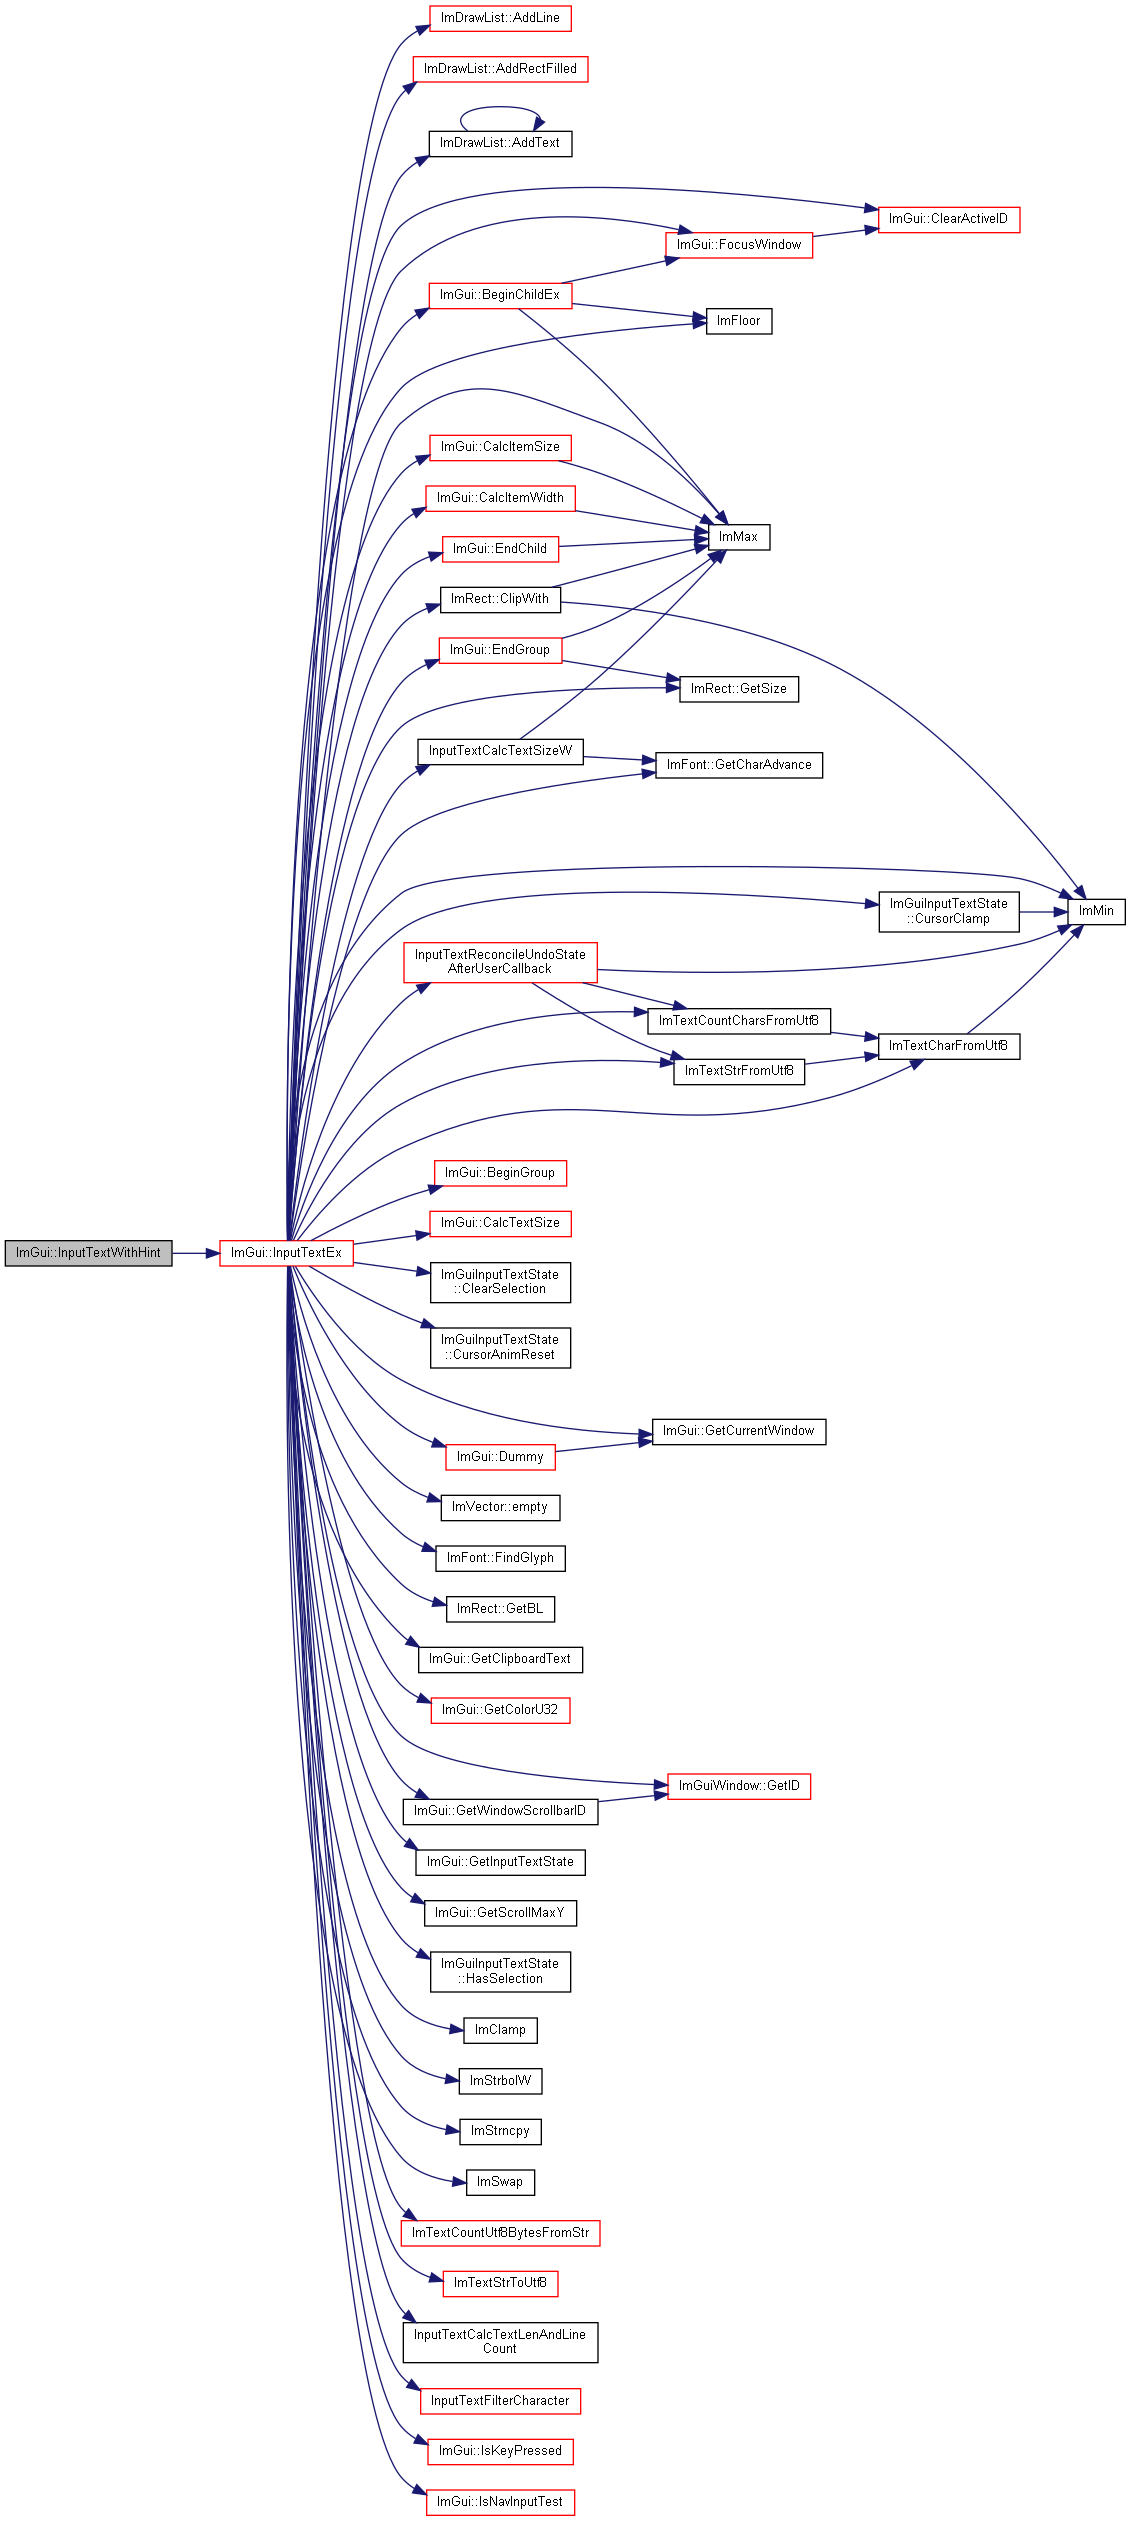 ImDrawList::AddLine
ImDrawList::AddRectFilled
ImDrawList::AddText
ImGui::ClearActiveID
ImGui::FocusWindow
ImGui::BeginChildEx
ImFloor
ImGui::CalcItemSize
ImGui::CalcItemWidth
ImMax
ImGui::EndChild
ImRect::ClipWith
ImGui::EndGroup
ImRect::GetSize
InputTextCalcTextSizeW
ImFont::GetCharAdvance
ImGuiInputTextState
::CursorClamp
ImMin
InputTextReconcileUndoState
AfterUserCallback
ImTextCountCharsFromUtf8
ImTextCharFromUtf8
ImTextStrFromUtf8
ImGui::BeginGroup
ImGui::CalcTextSize
ImGui::InputTextWithHint
ImGui::InputTextEx
ImGuiInputTextState
::ClearSelection
ImGuiInputTextState
::CursorAnimReset
ImGui::GetCurrentWindow
ImGui::Dummy
ImVector::empty
ImFont::FindGlyph
ImRect::GetBL
ImGui::GetClipboardText
ImGui::GetColorU32
ImGuiWindow::GetID
ImGui::GetWindowScrollbarID
ImGui::GetInputTextState
ImGui::GetScrollMaxY
ImGuiInputTextState
::HasSelection
ImClamp
ImStrbolW
ImStrncpy
ImSwap
ImTextCountUtf8BytesFromStr
ImTextStrToUtf8
InputTextCalcTextLenAndLine
Count
InputTextFilterCharacter
ImGui::IsKeyPressed
ImGui::IsNavInputTest